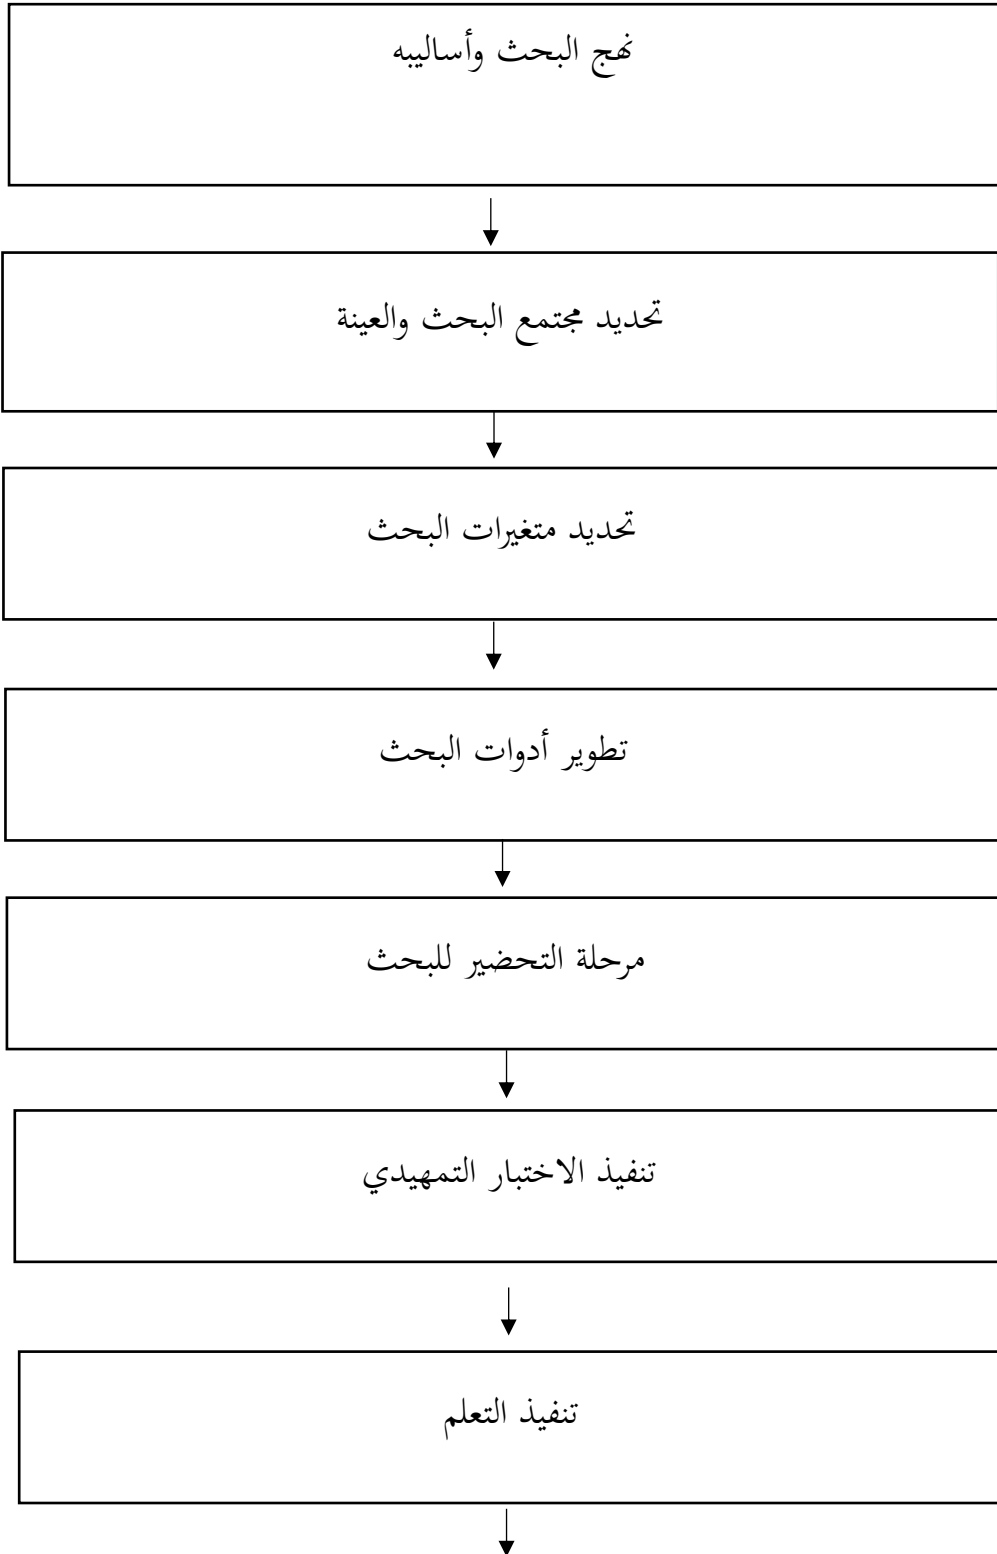 نهج البحث وأساليبه
تحديد مجتمع البحث والعينة
تحديد متغيرات البحث
تطوير أدوات البحث
مرحلة التحضير للبحث
تنفيذ الاختبار التمهيدي
تنفيذ التعلم